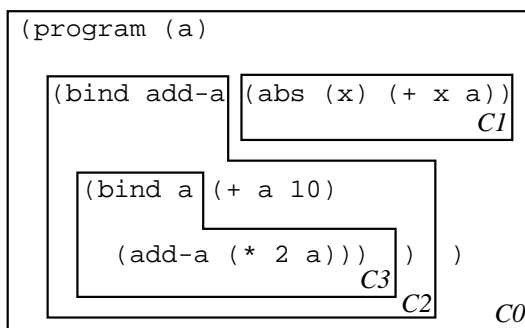 (program (a)
(bind add-a (abs (x) (+ x a))
C1
(bind a (+ a 10)
(add-a (* 2 a))) ) )
C3
C2
C0